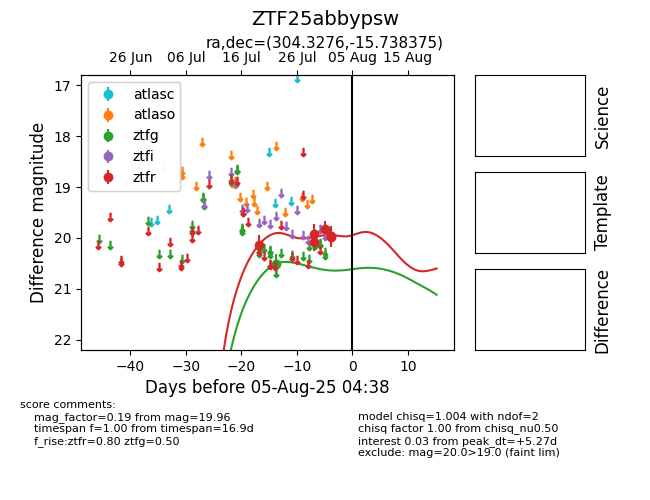 ZTF25abbypsw
ra,dec=(304.3276,-15.738375)
26 Jun 06 Jul 16 Jul 26 Jul 05 Aug 15 Aug
atlasc
atlaso
ztfg
ztfi
ztfr
17
18
19
20
21
22
Difference magnitude
−40 −30 −20 −10 0 10
Days before 05-Aug-25 04:38
Science
Template
Difference
score comments:
mag_factor=0.19 from mag=19.96
timespan f=1.00 from timespan=16.9d
f_rise:ztfr=0.80 ztfg=0.50
model chisq=1.004 with ndof=2
chisq factor 1.00 from chisq_nu0.50
interest 0.03 from peak_dt=+5.27d
exclude: mag=20.0>19.0 (faint lim)